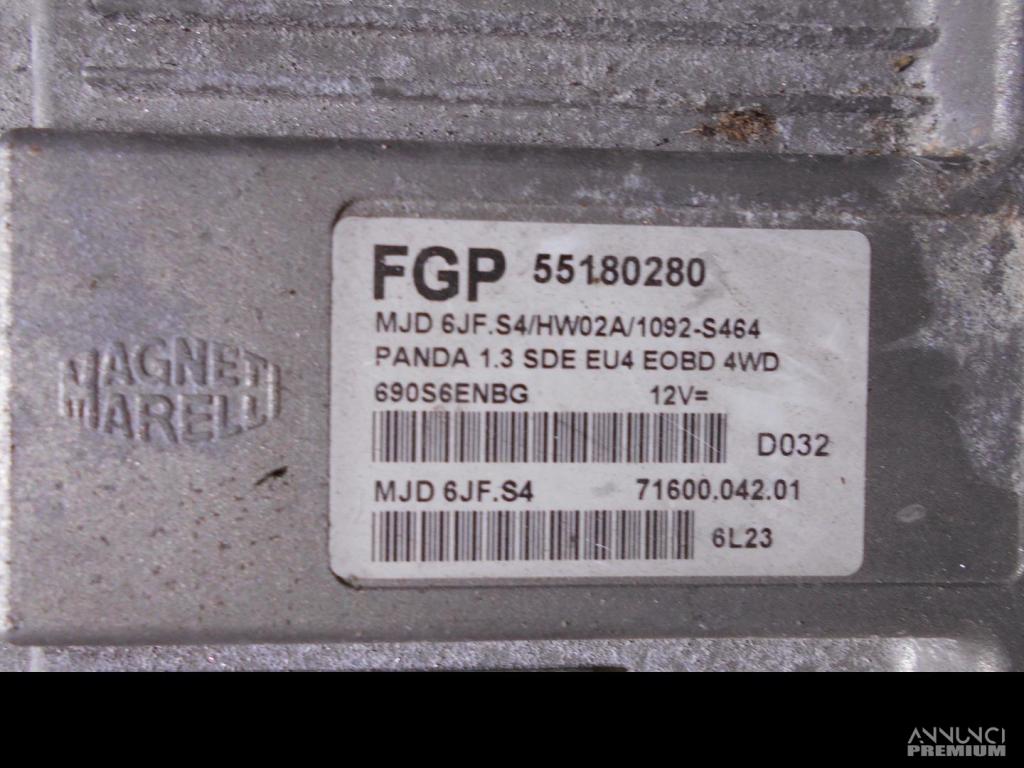 MAGNETI
MARELLI
FGP 55180280
MJD 6JF.S4/HW02A/1092-S464
PANDA 1.3 SDE EU4 EOBD 4WD
690S6ENBG 12V=
D032
MJD 6JF.S4 71600.042.01
6L23
ANNUNCI
PREMIUM